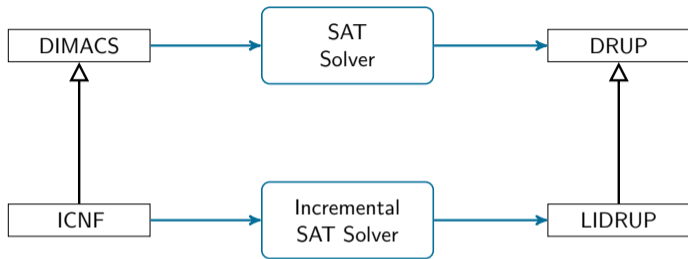 DIMACS
SAT
Solver
DRUP
ICNF
Incremental
SAT Solver
LIDRUP